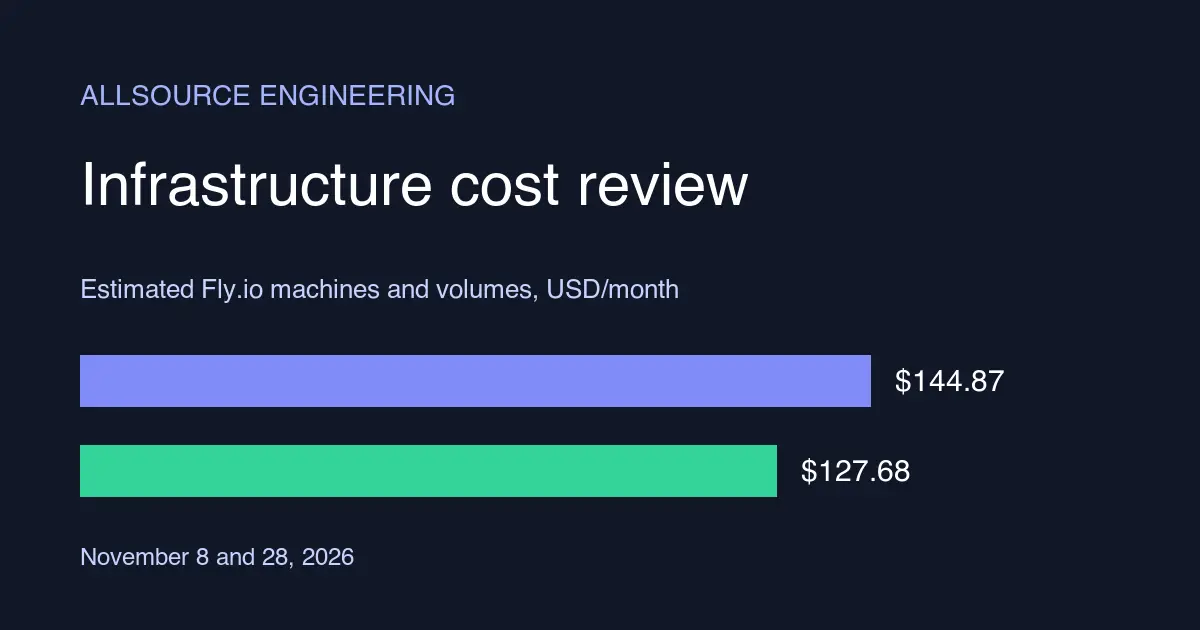 ALLSOURCE ENGINEERING
Infrastructure cost review
Estimated Fly.io machines and volumes, USD/month
$144.87
$127.68
November 8 and 28, 2026